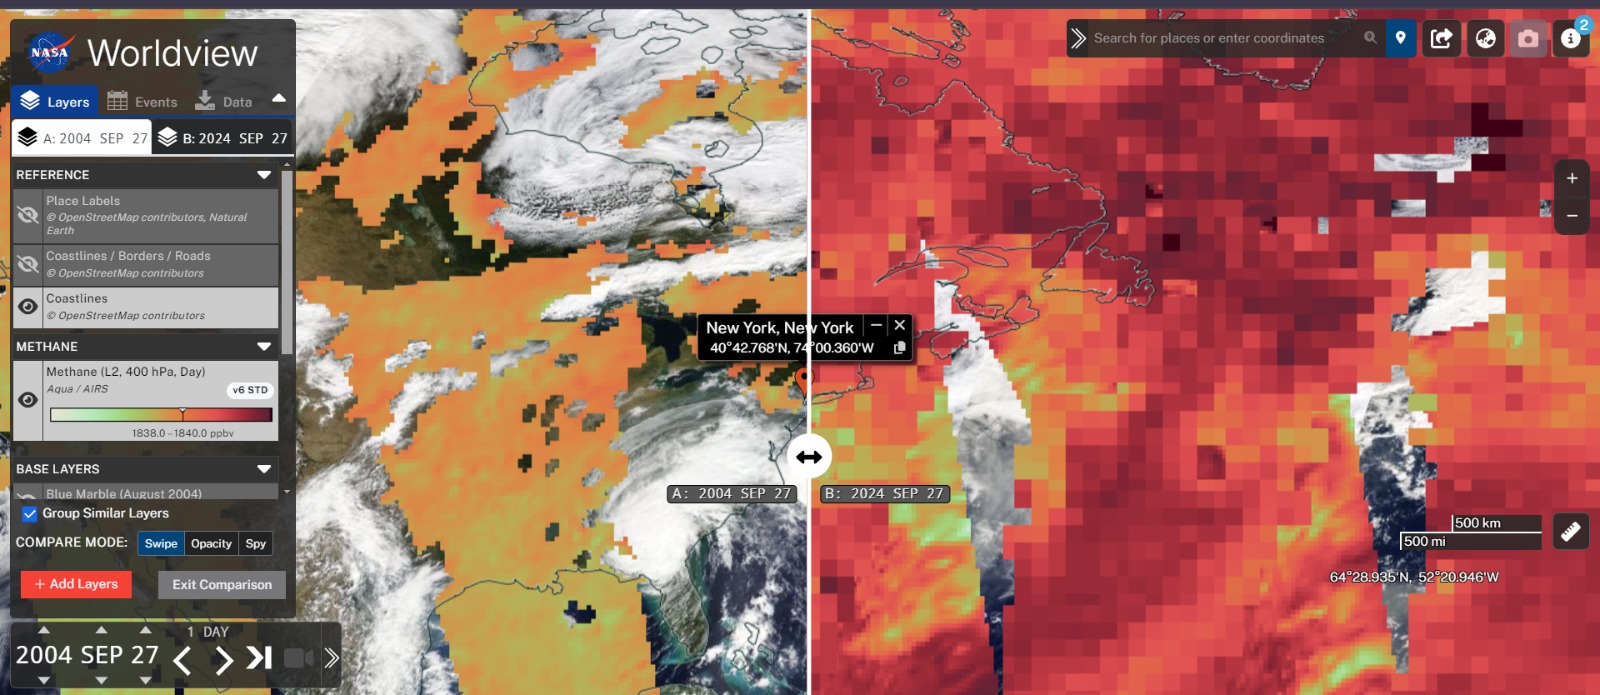 NASA
Worldview
Search for places or enter coordinates
2
Layers
Events
Data
A: 2004 SEP 27
B: 2024 SEP 27
REFERENCE
Place Labels
© OpenStreetMap contributors, Natural
Earth
Coastlines / Borders / Roads
© OpenStreetMap contributors
Coastlines
© OpenStreetMap contributors
METHANE
Methane (L2, 400 hPa, Day)
Aqua / AIRS
v6 STD
1838.0 – 1840.0 ppbv
BASE LAYERS
Blue Marble (August 2004)
Group Similar Layers
COMPARE MODE:
Swipe
Opacity
Spy
+ Add Layers
Exit Comparison
1 DAY
2004 SEP 27
New York, New York
40°42.768'N, 74°00.360'W
A: 2004 SEP 27
B: 2024 SEP 27
500 km
500 mi
64°28.935'N, 52°20.946'W